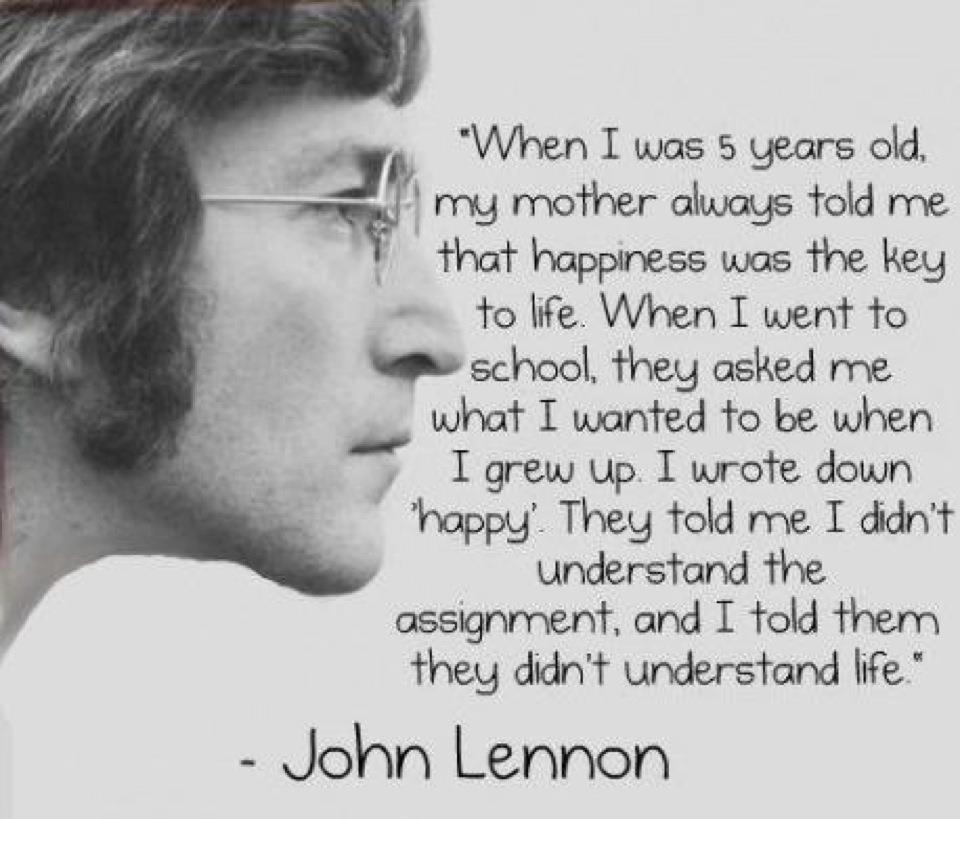 "When I was 5 years old,
my mother always told me
that happiness was the key
to life. When I went to
school, they asked me
what I wanted to be when
I grew up. I wrote down
'happy'. They told me I didn't
understand the
assignment, and I told them
they didn't understand life."
- John Lennon